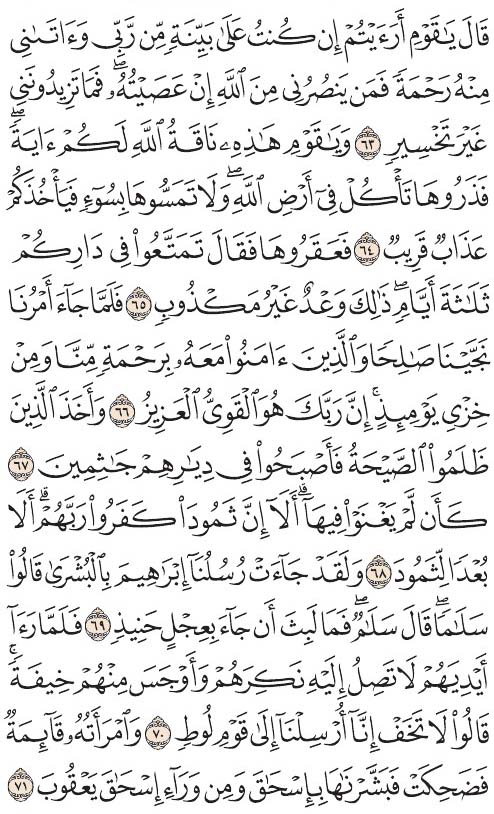 قَالَ يَٰقَوْمِ أَرَءَيْتُمْ إِن كُنتُ عَلَىٰ بَيِّنَةٍ مِّن رَّبِّي وَءَاتَىٰنِي
مِنْهُ رَحْمَةً فَمَن يَنصُرُنِي مِنَ ٱللَّهِ إِنْ عَصَيْتُهُۥۖ فَمَا تَزِيدُونَنِي
غَيْرَ تَخْسِيرٍ ٦٣ وَيَٰقَوْمِ هَٰذِهِۦ نَاقَةُ ٱللَّهِ لَكُمْ ءَايَةًۖ
فَذَرُوهَا تَأْكُلْ فِيٓ أَرْضِ ٱللَّهِۖ وَلَا تَمَسُّوهَا بِسُوٓءٍ فَيَأْخُذَكُمْ
عَذَابٌ قَرِيبٌ ٦٤ فَعَقَرُوهَا فَقَالَ تَمَتَّعُوا۟ فِي دَارِكُمْ
ثَلَٰثَةَ أَيَّامٍۖ ذَٰلِكَ وَعْدٌ غَيْرُ مَكْذُوبٍ ٦٥ فَلَمَّا جَآءَ أَمْرُنَا
نَجَّيْنَا صَٰلِحًا وَٱلَّذِينَ ءَامَنُوا۟ مَعَهُۥ بِرَحْمَةٍ مِّنَّا وَمِنْ
خِزْيِ يَوْمِئِذٍۚ إِنَّ رَبَّكَ هُوَ ٱلْقَوِيُّ ٱلْعَزِيزُ ٦٦ وَأَخَذَ ٱلَّذِينَ
ظَلَمُوا۟ ٱلصَّيْحَةُ فَأَصْبَحُوا۟ فِي دِيَٰرِهِمْ جَٰثِمِينَ ٦٧
كَأَن لَّمْ يَغْنَوْا۟ فِيهَآۗ أَلَآ إِنَّ ثَمُودَا۟ كَفَرُوا۟ رَبَّهُمْۗ أَلَا
بُعْدًا لِّثَمُودَ ٦٨ وَلَقَدْ جَآءَتْ رُسُلُنَآ إِبْرَٰهِيمَ بِٱلْبُشْرَىٰ قَالُوا۟
سَلَٰمًاۖ قَالَ سَلَٰمٌۖ فَمَا لَبِثَ أَن جَآءَ بِعِجْلٍ حَنِيذٍ ٦٩ فَلَمَّا رَءَآ
أَيْدِيَهُمْ لَا تَصِلُ إِلَيْهِ نَكِرَهُمْ وَأَوْجَسَ مِنْهُمْ خِيفَةًۚ
قَالُوا۟ لَا تَخَفْ إِنَّآ أُرْسِلْنَآ إِلَىٰ قَوْمِ لُوطٍ ٧٠ وَٱمْرَأَتُهُۥ قَآئِمَةٌ
فَضَحِكَتْ فَبَشَّرْنَٰهَا بِإِسْحَٰقَ وَمِن وَرَآءِ إِسْحَٰقَ يَعْقُوبَ ٧١